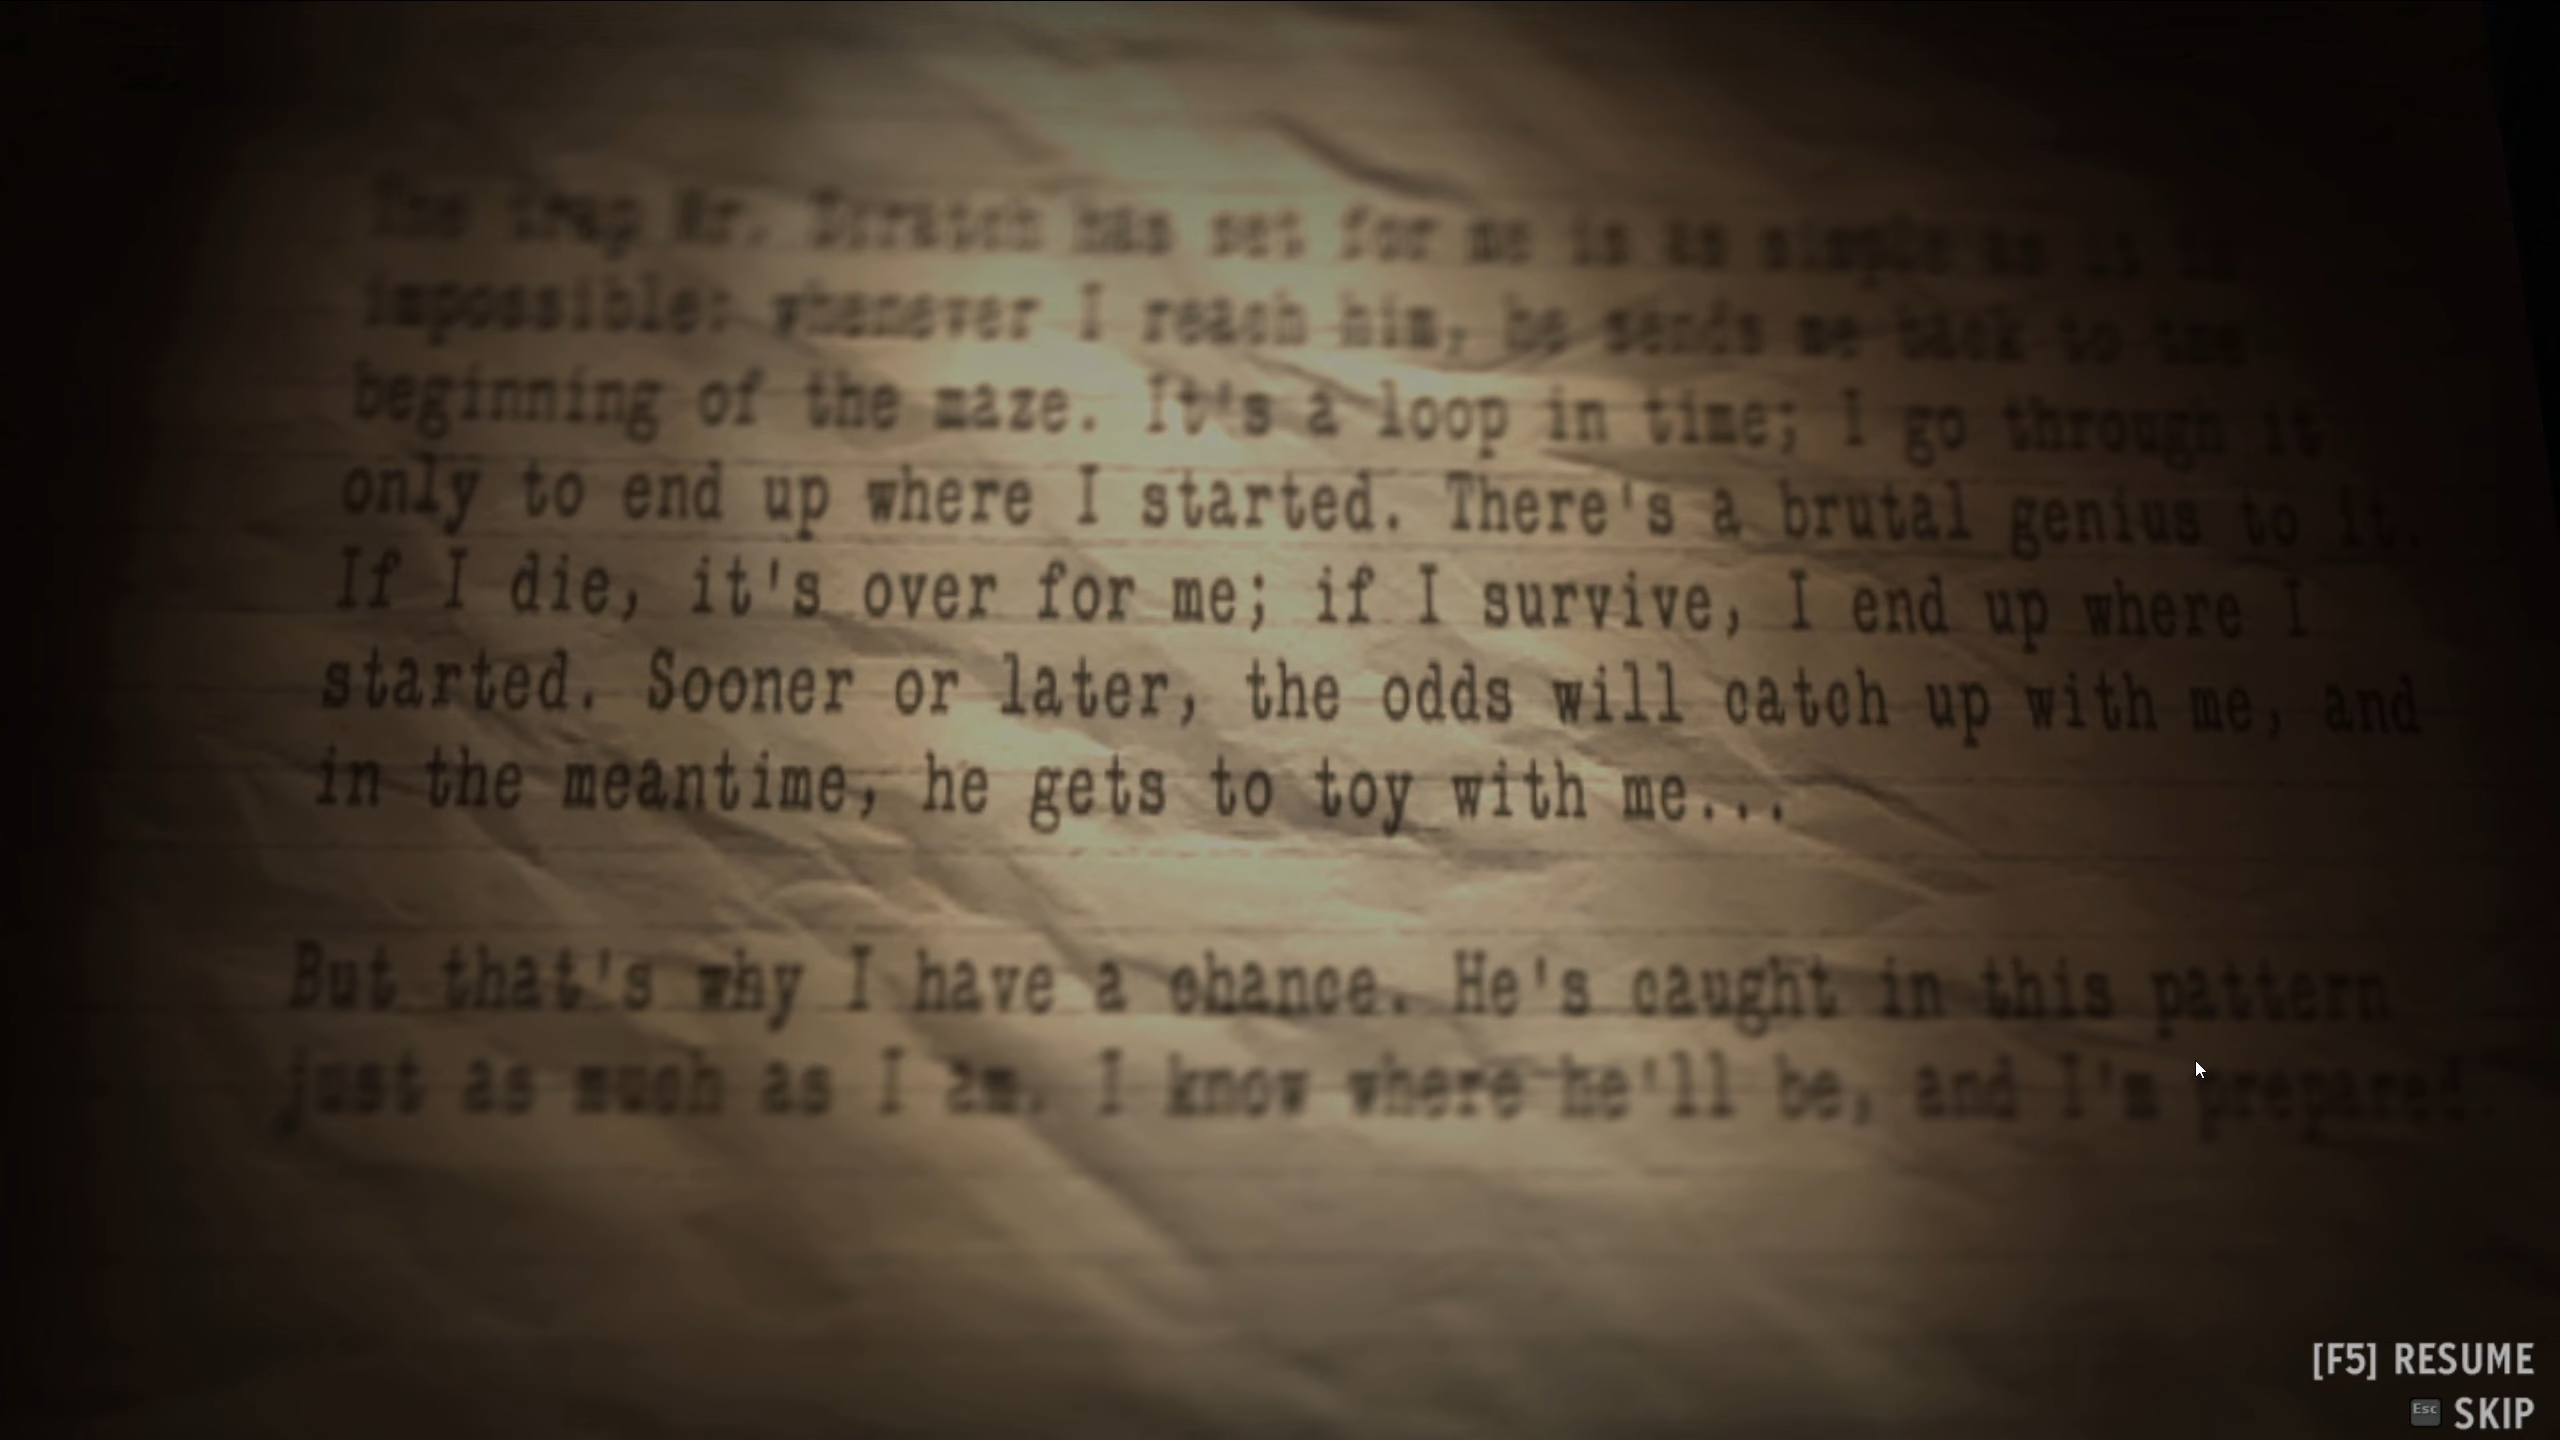 The trap Mr. Scratch has set for me is as simple as it is
impossible: whenever I reach him, he sends me back to the
beginning of the maze. It's a loop in time; I go through it
only to end up where I started. There's a brutal genius to it.
If I die, it's over for me; if I survive, I end up where I
started. Sooner or later, the odds will catch up with me, and
in the meantime, he gets to toy with me...
But that's why I have a chance. He's caught in this pattern
just as much as I am. I know where he'll be, and I'm prepared.
[F5] RESUME
Esc SKIP